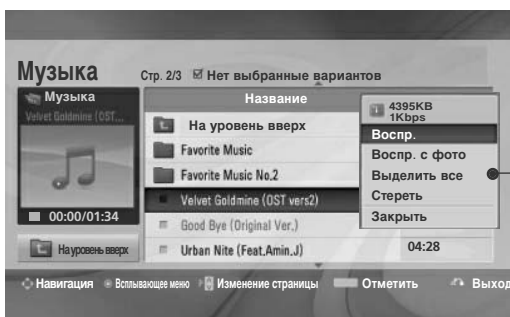 Музыка
Стр. 2/3 Нет выбранные вариантов
Музыка
Velvet Goldmine (OST...
00:00/01:34
На уровень вверх
Название
На уровень вверх
Favorite Music
Favorite Music No.2
Velvet Goldmine (OST vers2)
Good Bye (Original Ver.)
Urban Nite (Feat.Amin.J)
04:28
4395KB
1Kbps
Воспр.
Воспр. с фото
Выделить все
Стереть
Закрыть
Навигация Всплывающее меню Изменение страницы Отметить Выход